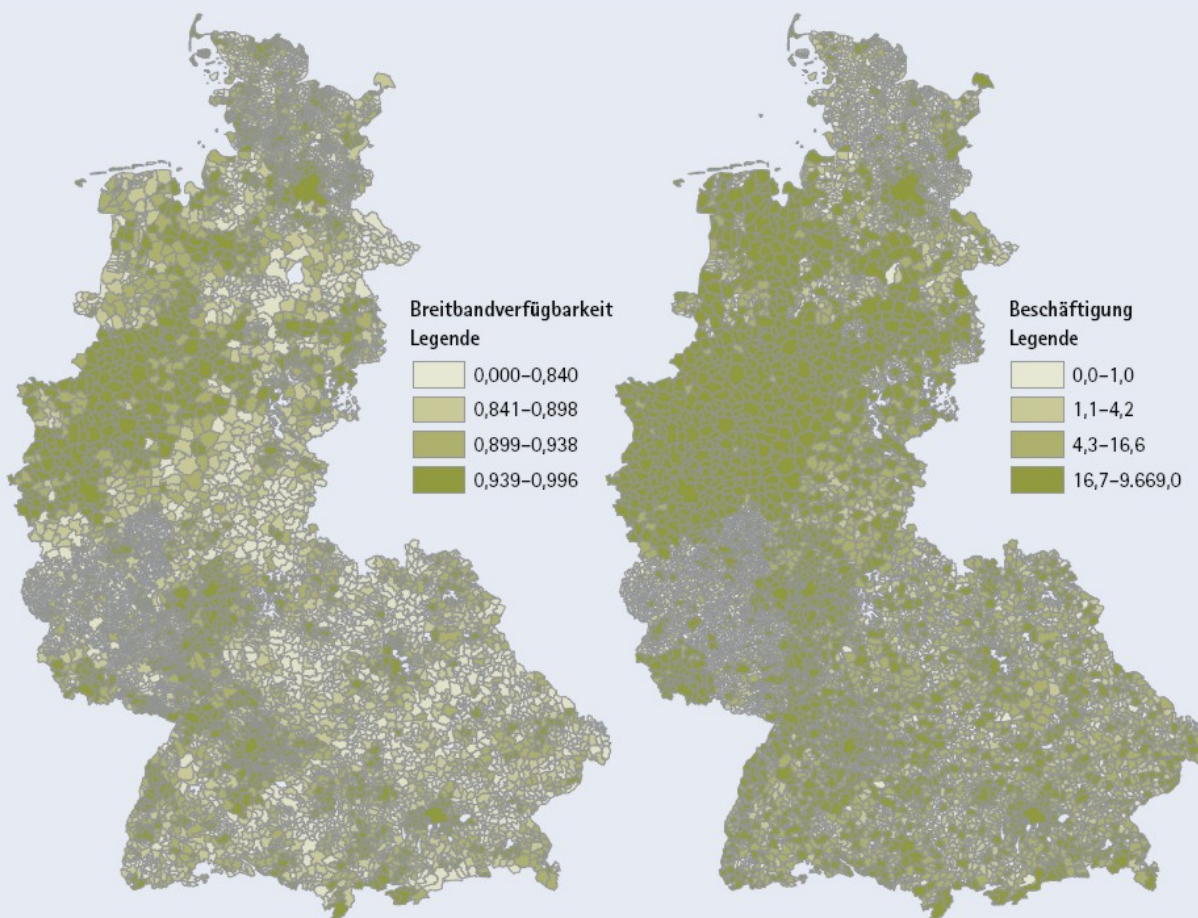 Breitbandverfügbarkeit
Legende
0,000–0,840
0,841–0,898
0,899–0,938
0,939–0,996
Beschäftigung
Legende
0,0–1,0
1,1–4,2
4,3–16,6
16,7–9.669,0